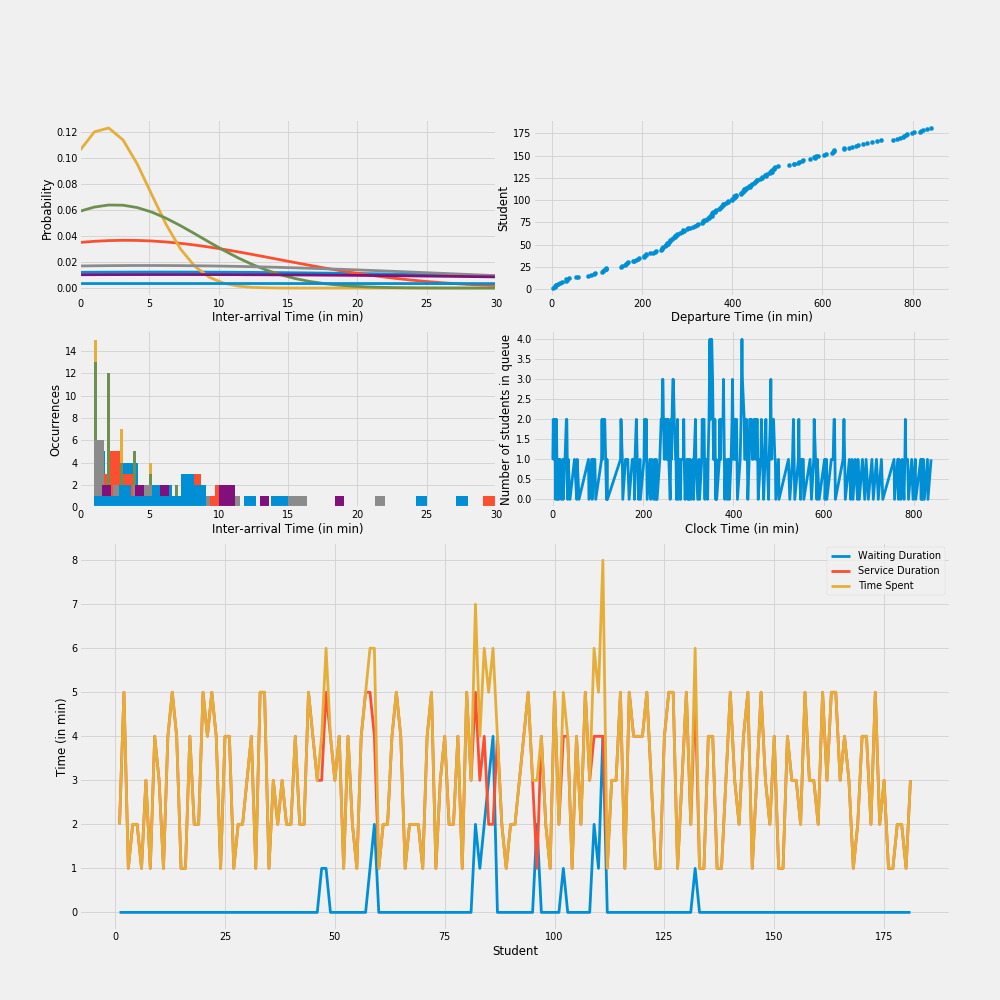 0.12
0.10
0.08
0.06
0.04
0.02
0.00
Probability
0 5 10 15 20 25 30
Inter-arrival Time (in min)
175
150
125
100
75
50
25
0
Student
0 200 400 600 800
Departure Time (in min)
14
12
10
8
6
4
2
0
Occurrences
0 5 10 15 20 25 30
Inter-arrival Time (in min)
4.0
3.5
3.0
2.5
2.0
1.5
1.0
0.5
0.0
Number of students in queue
0 200 400 600 800
Clock Time (in min)
Waiting Duration
Service Duration
Time Spent
8
7
6
5
4
3
2
1
0
Time (in min)
0 25 50 75 100 125 150 175
Student